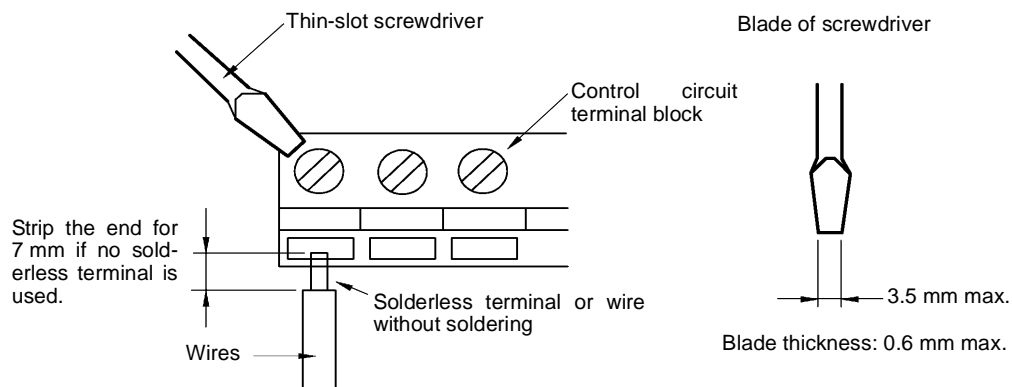 Thin-slot screwdriver
Blade of screwdriver
Control circuit
terminal block
Strip the end for
7 mm if no sold-
erless terminal is
used.
Solderless terminal or wire
without soldering
Wires
3.5 mm max.
Blade thickness: 0.6 mm max.